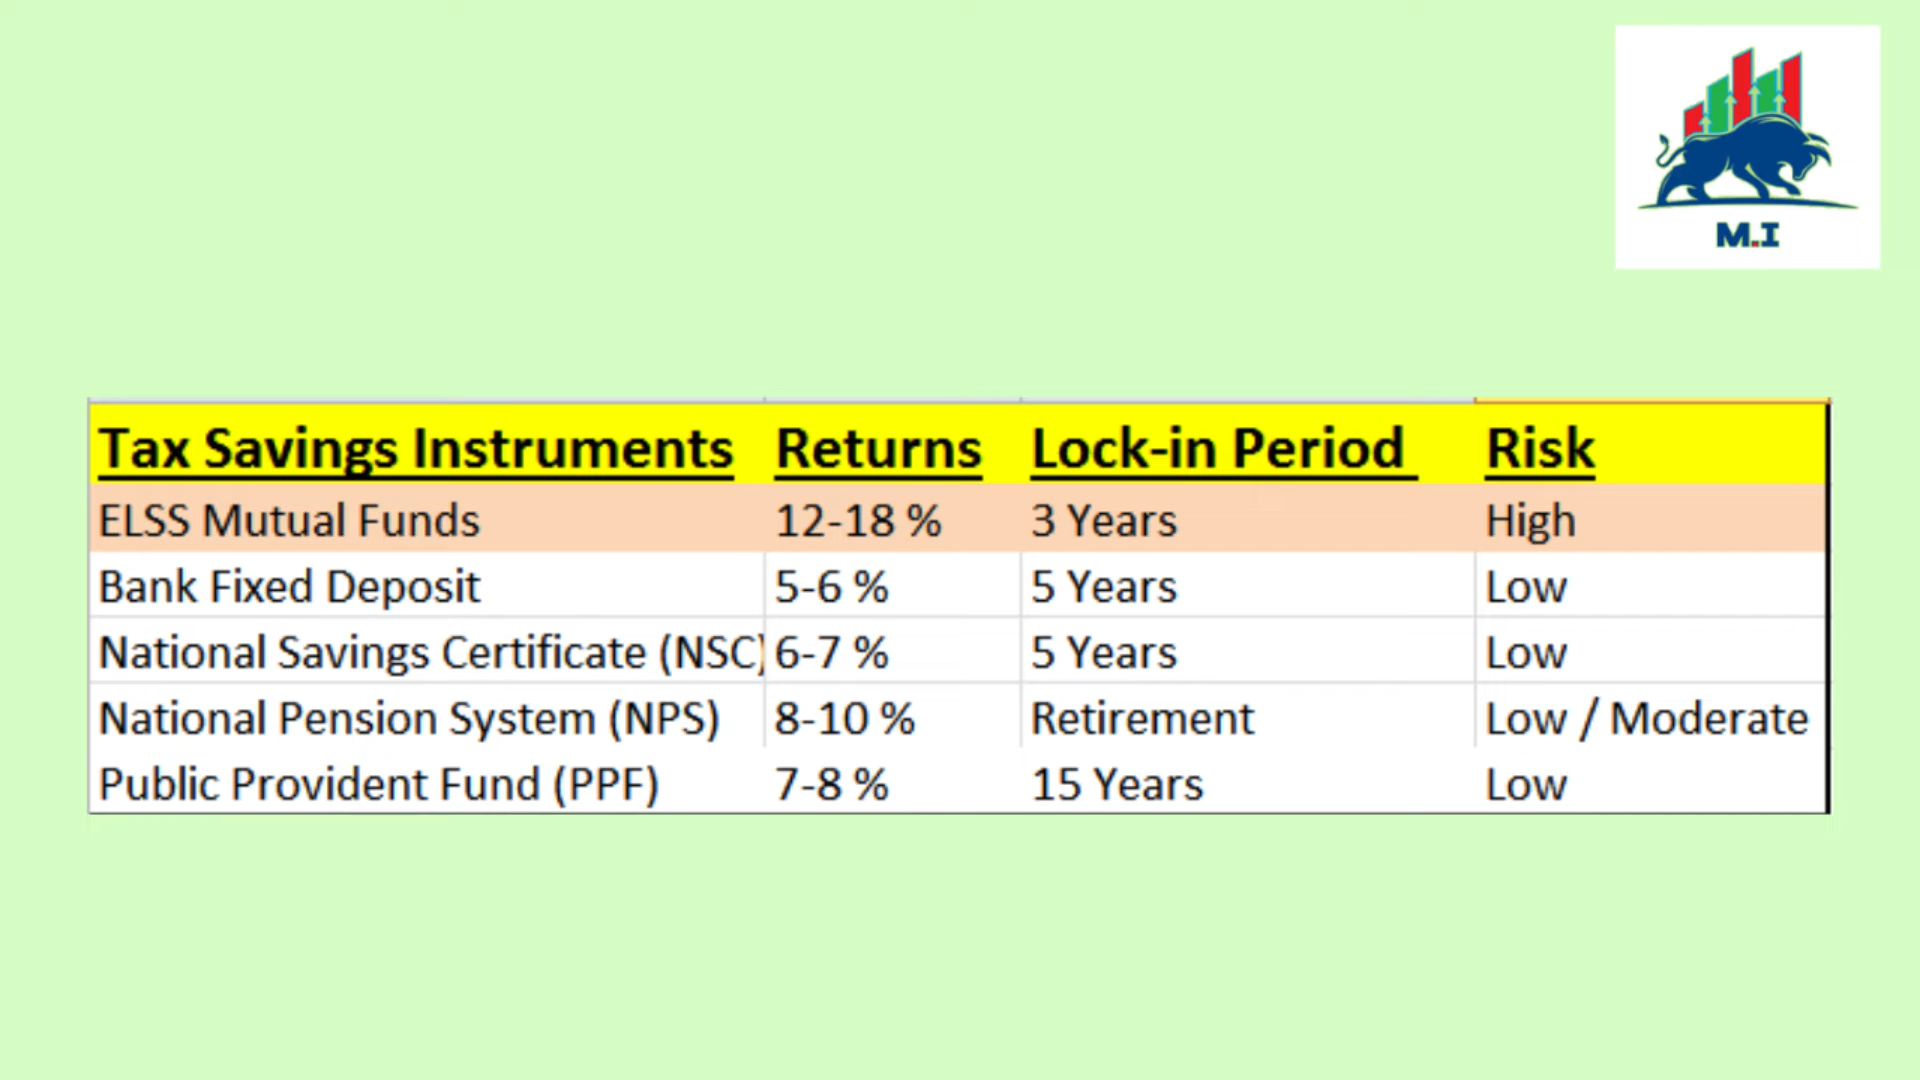 M.I
Tax Savings Instruments Returns Lock-in Period Risk
ELSS Mutual Funds 12-18 % 3 Years High
Bank Fixed Deposit 5-6 % 5 Years Low
National Savings Certificate (NSC) 6-7 % 5 Years Low
National Pension System (NPS) 8-10 % Retirement Low / Moderate
Public Provident Fund (PPF) 7-8 % 15 Years Low